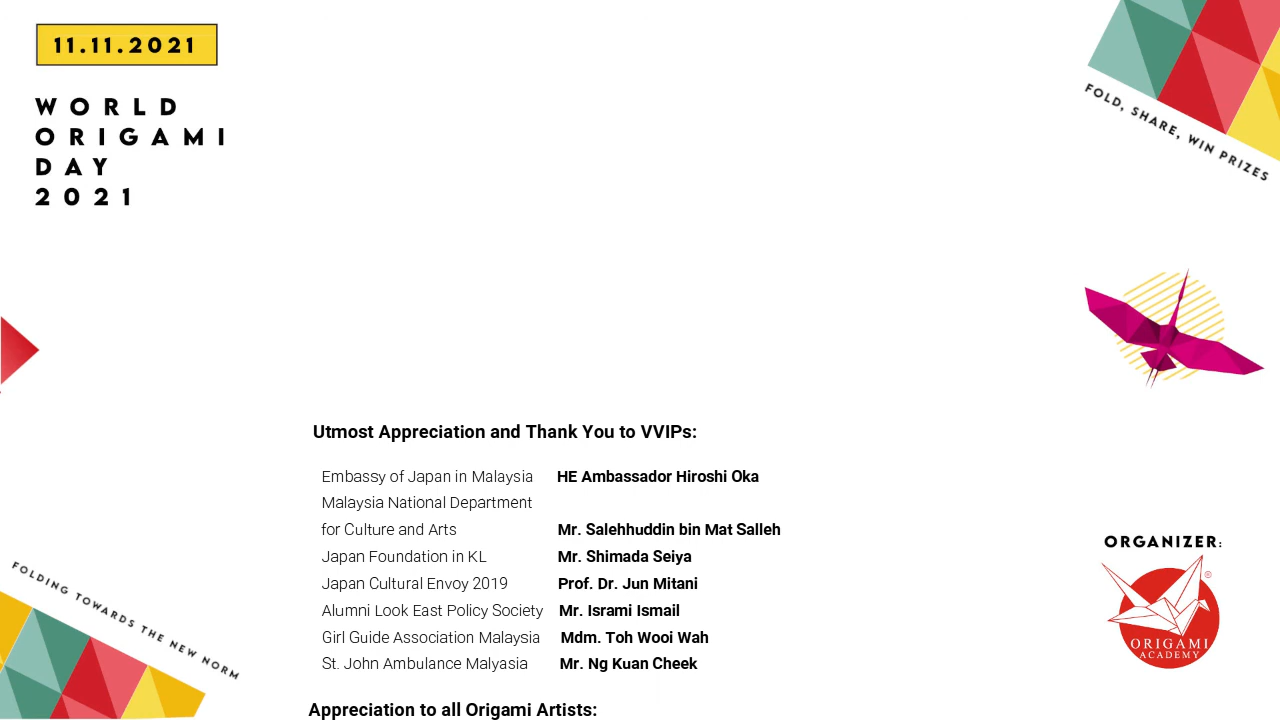 11.11.2021
WORLD
ORIGAMI
DAY
2021
FOLD, SHARE, WIN PRIZES
Utmost Appreciation and Thank You to VVIPs:
Embassy of Japan in Malaysia HE Ambassador Hiroshi Oka
Malaysia National Department
for Culture and Arts Mr. Salehhuddin bin Mat Salleh
Japan Foundation in KL Mr. Shimada Seiya
Japan Cultural Envoy 2019 Prof. Dr. Jun Mitani
Alumni Look East Policy Society Mr. Isrami Ismail
Girl Guide Association Malaysia Mdm. Toh Wooi Wah
St. John Ambulance Malyasia Mr. Ng Kuan Cheek
Appreciation to all Origami Artists:
FOLDING TOWARDS THE NEW NORM
ORGANIZER:
®
ORIGAMI
ACADEMY